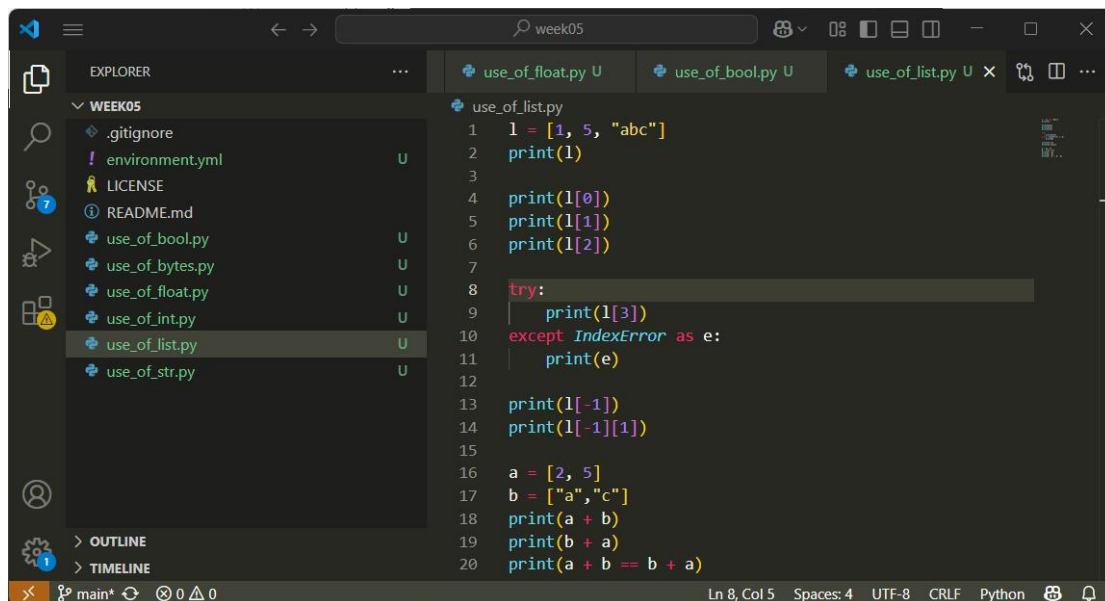 week05
EXPLORER
WEEK05
.gitignore
environment.yml U
LICENSE
README.md
use_of_bool.py U
use_of_bytes.py U
use_of_float.py U
use_of_int.py U
use_of_list.py U
use_of_str.py U
OUTLINE
TIMELINE
7
1
use_of_float.py U use_of_bool.py U use_of_list.py U
use_of_list.py
1 l = [1, 5, "abc"]
2 print(l)
3
4 print(l[0])
5 print(l[1])
6 print(l[2])
7
8 try:
9     print(l[3])
10 except IndexError as e:
11     print(e)
12
13 print(l[-1])
14 print(l[-1][1])
15
16 a = [2, 5]
17 b = ["a","c"]
18 print(a + b)
19 print(b + a)
20 print(a + b == b + a)
main* 0 0 Ln 8, Col 5 Spaces: 4 UTF-8 CRLF Python